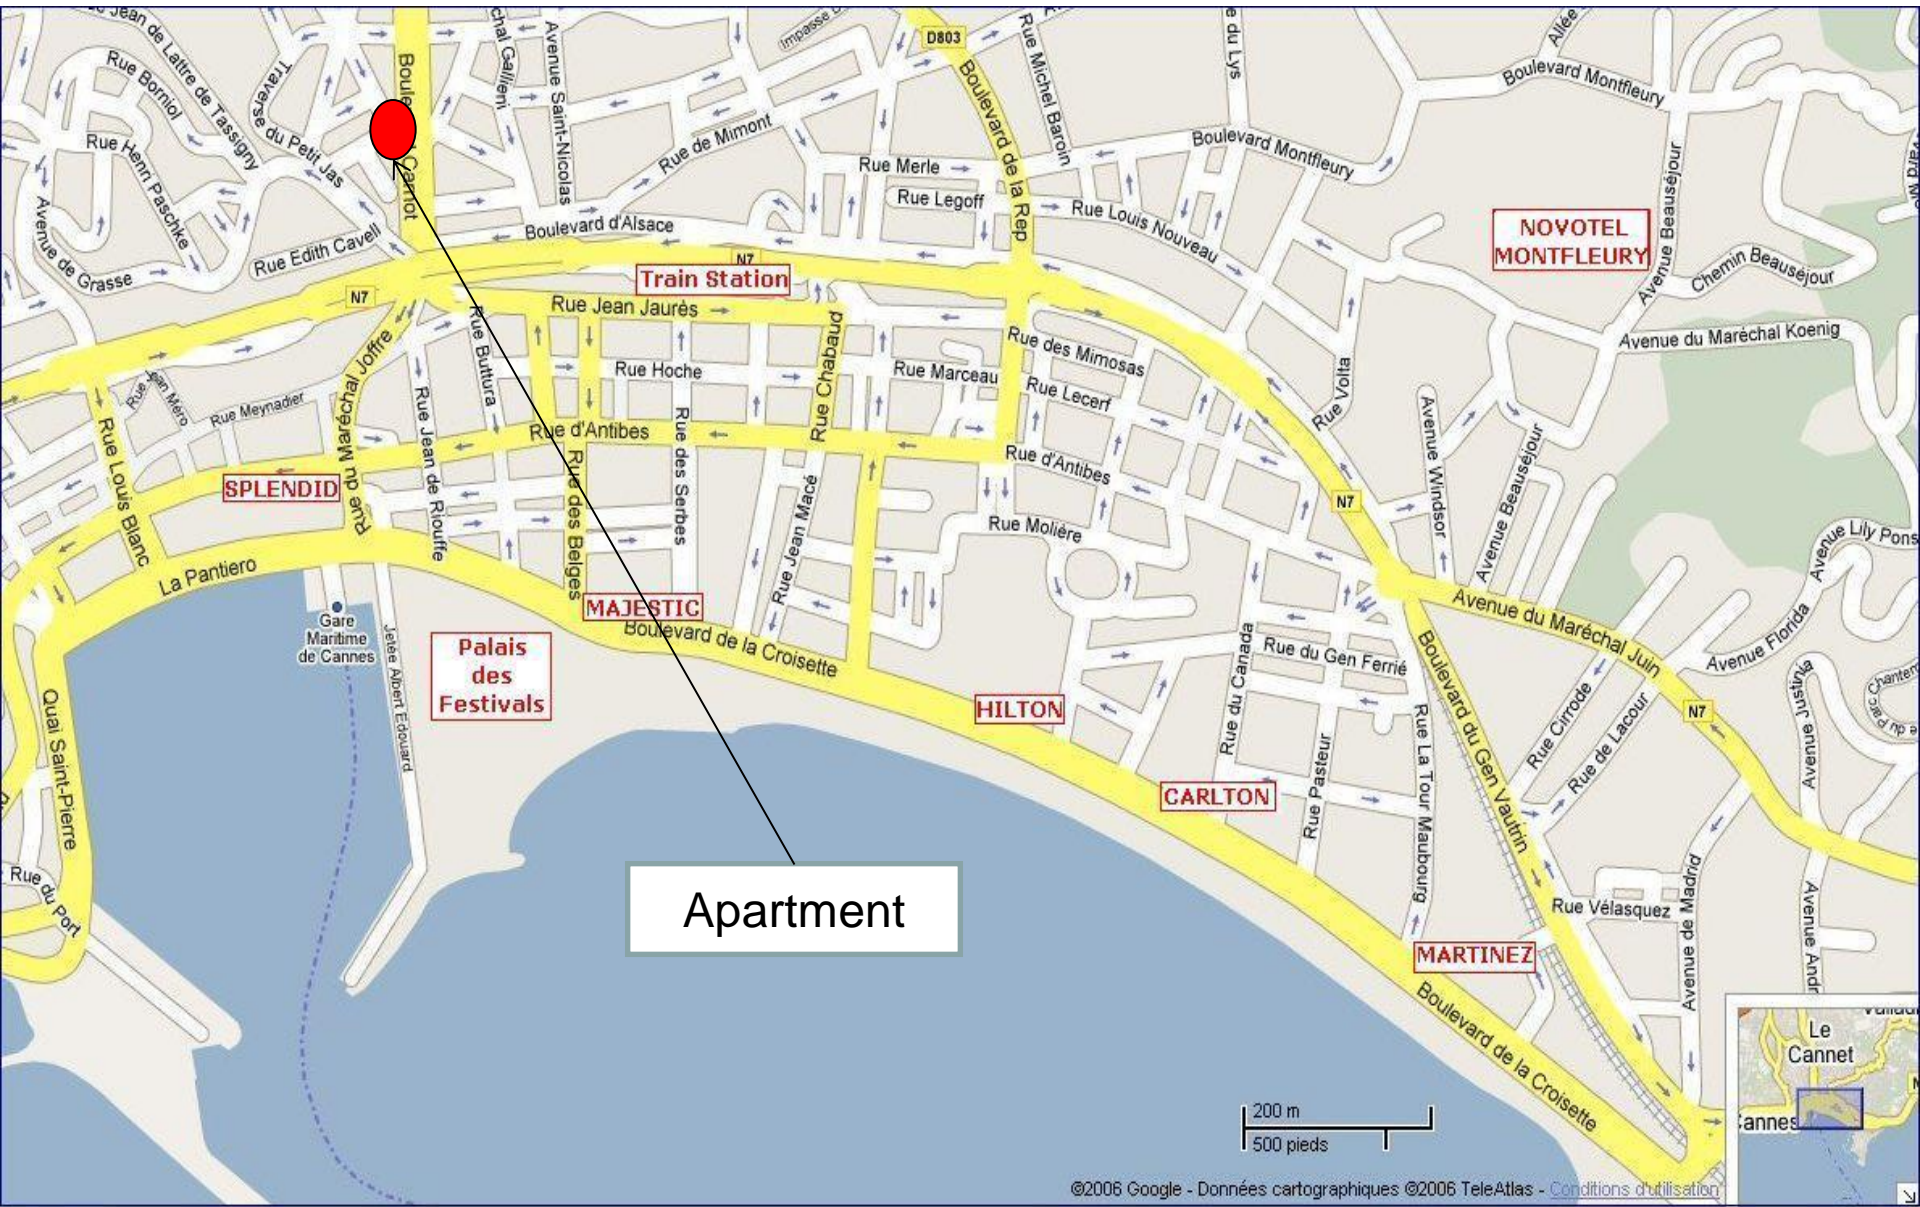 Rue Jean de Lattre de Tassigny
Rue Borniol
Traverse du Petit Jas
Avenue Saint-Nicolas
D803
Rue Michel Baroin
Boulevard Montfleury
Rue Henri Paschke
Rue de Mimont
Rue Merle
Boulevard de la Rep
Boulevard Montfleury
Avenue Beauséjour
Avenue de Grasse
Rue Edith Cavell
Boulevard d'Alsace
Rue Legoff
Rue Louis Nouveau
NOVOTEL
MONTFLEURY
Chemin Beauséjour
N7
N7
Train Station
Rue Jean Jaurès
Rue Chabaud
Rue des Mimosas
Avenue du Maréchal Koenig
Rue Buttura
Rue Hoche
Rue Marceau
Rue Lecerf
Rue Volta
Rue Jean Méro
Rue Meynadier
Rue du Maréchal Joffre
Rue Jean de Riouffe
Rue d'Antibes
Rue des Serbes
Rue d'Antibes
Avenue Windsor
Avenue Beauséjour
Rue Louis Blanc
SPLENDID
Rue des Belges
Rue Jean Macé
Rue Molière
N7
Avenue Lily Pons
La Pantiero
MAJESTIC
Boulevard de la Croisette
Gare
Maritime
de Cannes
Jetée Albert Edouard
Palais
des
Festivals
Rue du Canada
Rue du Gen Ferrié
Avenue du Maréchal Juin
Avenue Florida
Quai Saint-Pierre
HILTON
Boulevard du Gen Vautrin
Rue Cirrode
Rue de Lacour
N7
Avenue Justinia
CARLTON
Rue Pasteur
Rue La Tour Maubourg
Rue du Port
Apartment
Rue Vélasquez
Avenue de Madrid
Avenue Andr
MARTINEZ
Boulevard de la Croisette
Le
Cannet
Cannes
200 m
500 pieds
©2006 Google - Données cartographiques ©2006 TeleAtlas - Conditions d'utilisation